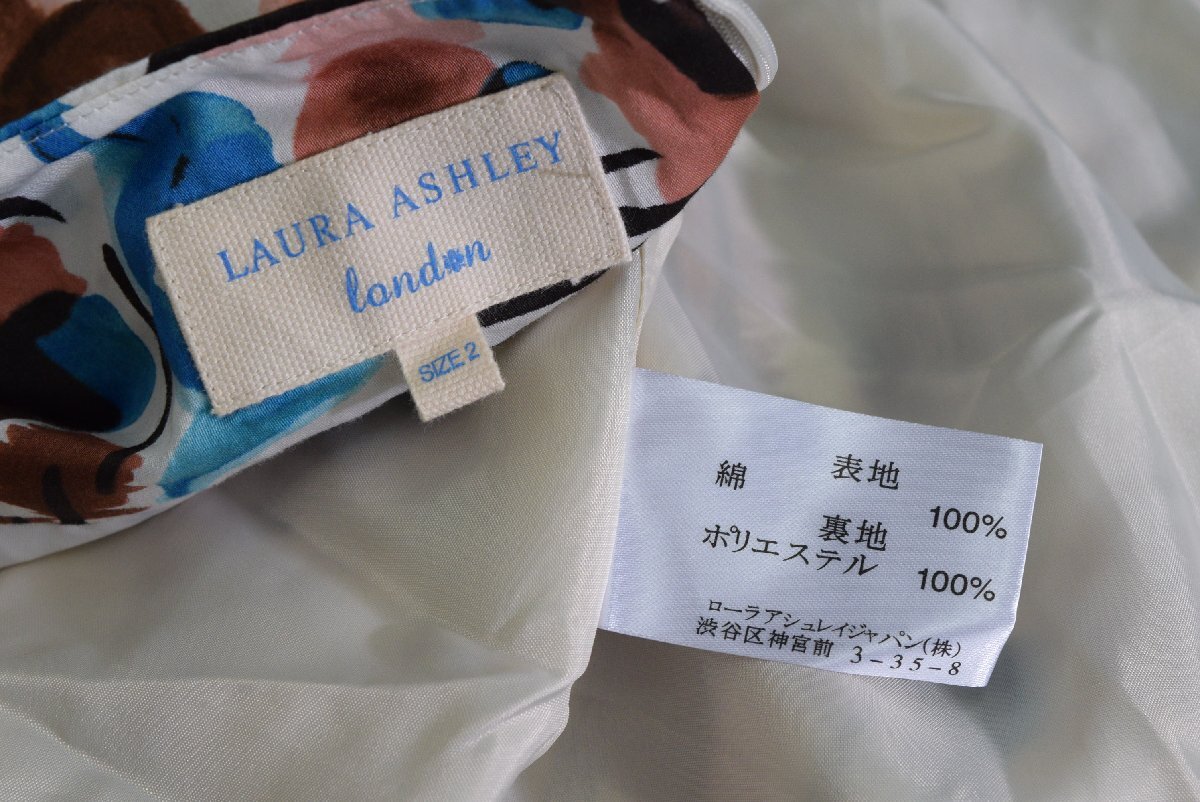 LAURA ASHLEY
london
SIZE 2
表地
綿 100%
裏地
ポリエステル 100%
ローラアシュレイジャパン(株)
渋谷区神宮前 3-35-8